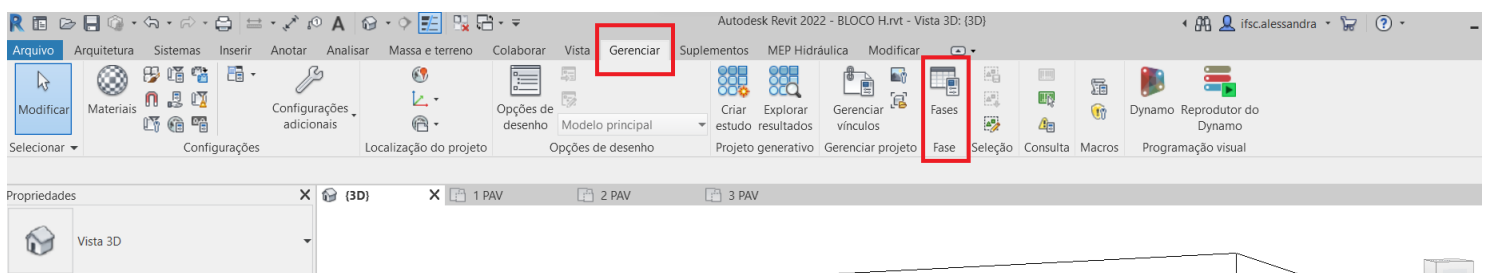 Autodesk Revit 2022 - BLOCO H.rvt - Vista 3D: {3D}
ifsc.alessandra
Arquivo Arquitetura Sistemas Inserir Anotar Analisar Massa e terreno Colaborar Vista Gerenciar Suplementos MEP Hidráulica Modificar
Modificar
Materiais
Configurações
adicionais
Opções de
desenho
Modelo principal
Criar
estudo
Explorar
resultados
Gerenciar
vínculos
Fases
Dynamo
Reprodutor do
Dynamo
Selecionar Configurações Localização do projeto Opções de desenho Projeto generativo Gerenciar projeto Fase Seleção Consulta Macros Programação visual
Propriedades
{3D} 1 PAV 2 PAV 3 PAV
Vista 3D